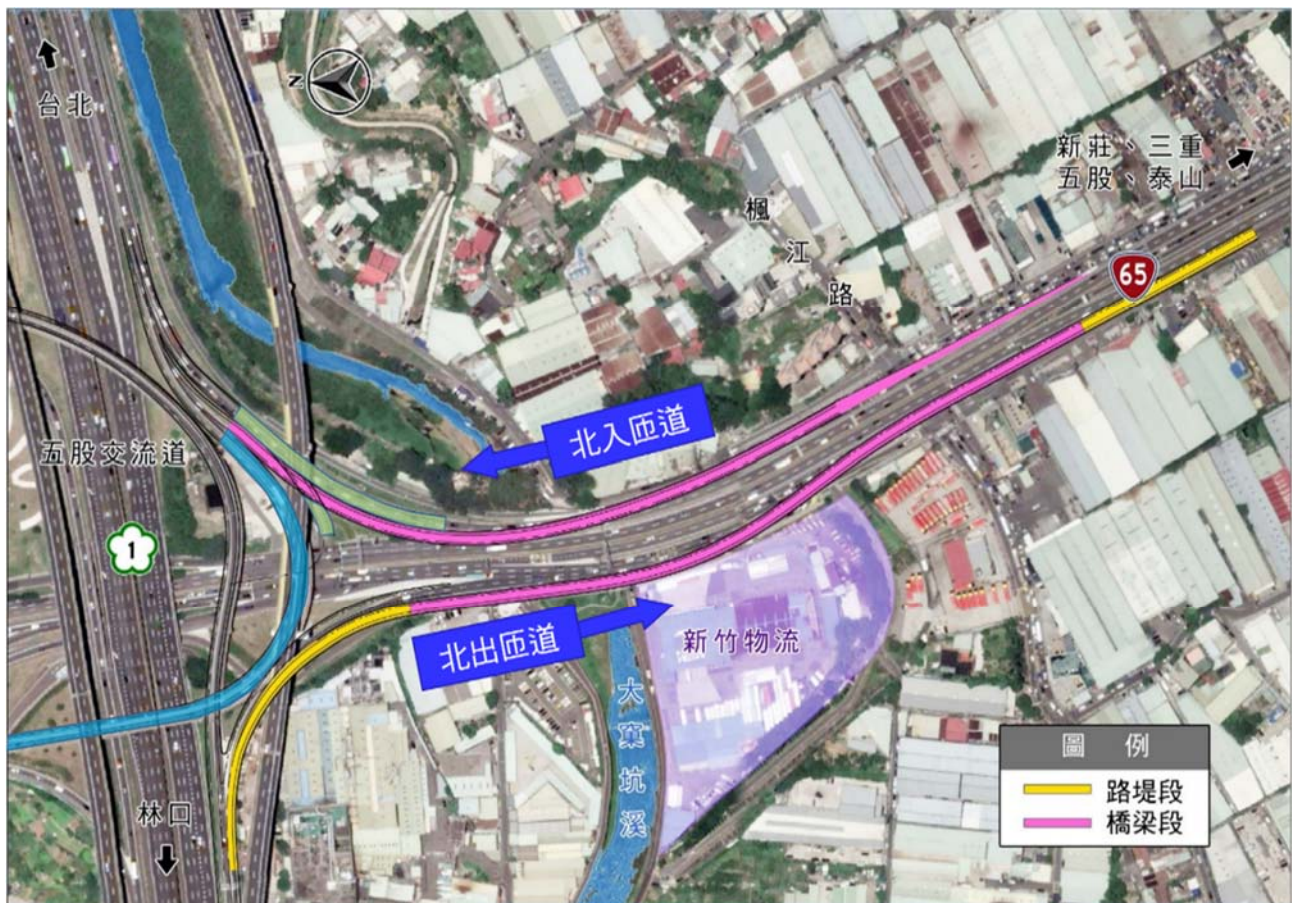 台北
N
新莊、三重
五股、泰山
楓江路
65
北入匝道
五股交流道
1
北出匝道
新竹物流
大窠坑溪
林口
圖 例
路堤段
橋梁段